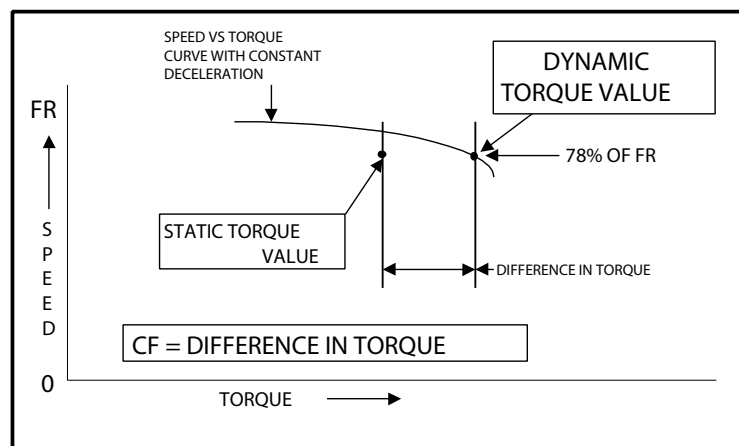 SPEED VS TORQUE
CURVE WITH CONSTANT
DECELERATION
DYNAMIC
TORQUE VALUE
FR
78% OF FR
STATIC TORQUE
VALUE
SPEED
DIFFERENCE IN TORQUE
CF = DIFFERENCE IN TORQUE
0
TORQUE